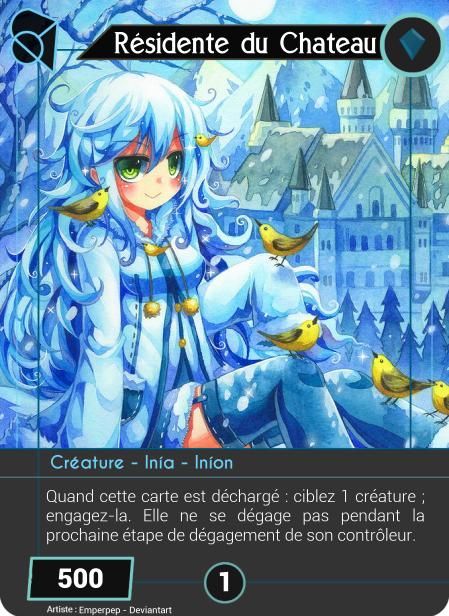 Résidente du Chateau
Créature - Inía - Iníon
Quand cette carte est déchargé : ciblez 1 créature ;
engagez-la. Elle ne se dégage pas pendant la
prochaine étape de dégagement de son contrôleur.
500
1
Artiste : Emperpep - Deviantart